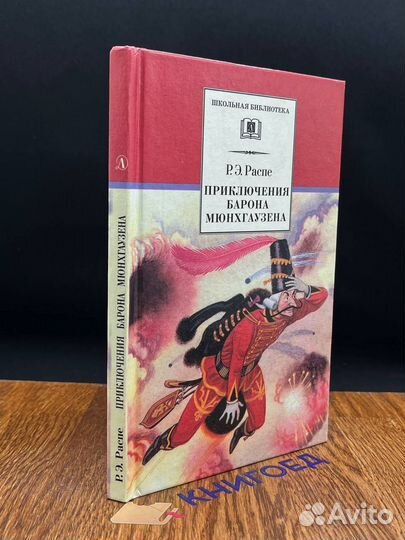 ШКОЛЬНАЯ БИБЛИОТЕКА
Р.Э.Распе
ПРИКЛЮЧЕНИЯ
БАРОНА
МЮНХГАУЗЕНА
Р.Э. Распе ПРИКЛЮЧЕНИЯ БАРОНА МЮНХГАУЗЕНА
КНИГОЕД
Avito